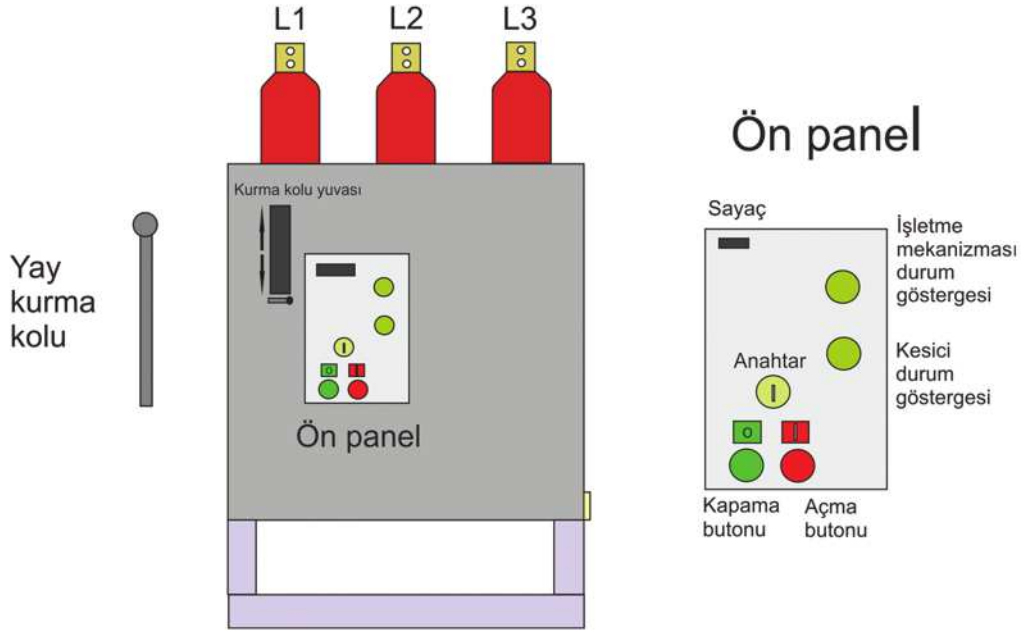 L1 L2 L3
Ön panel
Kurma kolu yuvası
Yay
kurma
kolu
o I
Ön panel
Sayaç
İşletme
mekanizması
durum
göstergesi
Kesici
durum
göstergesi
Anahtar
o I
Kapama
butonu
Açma
butonu